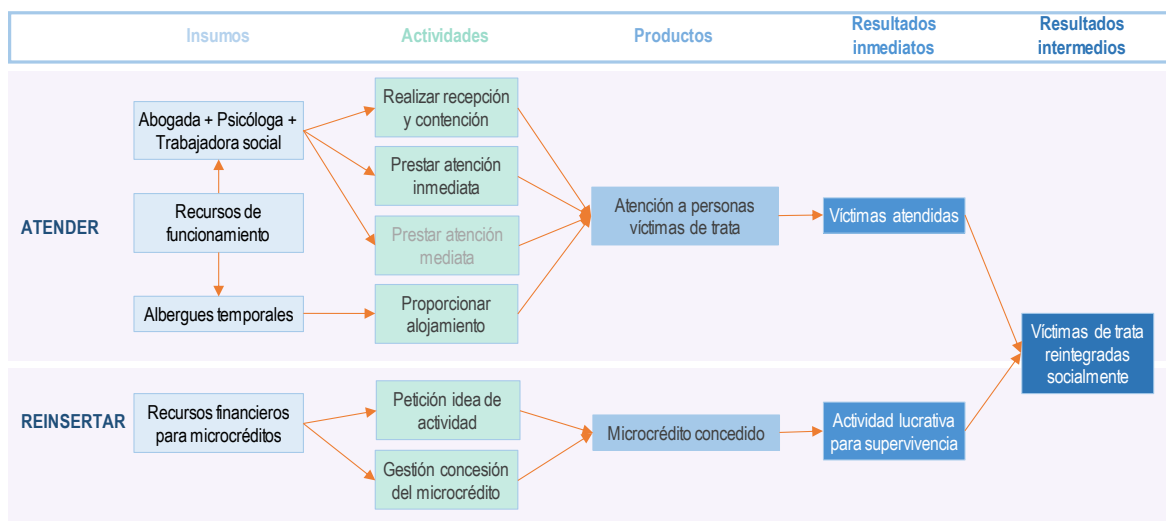 Insumos
Actividades
Productos
Resultados
inmediatos
Resultados
intermedios
ATENDER
Abogada + Psicóloga +
Trabajadora social
Recursos de
funcionamiento
Albergues temporales
Realizar recepción
y contención
Prestar atención
inmediata
Prestar atención
mediata
Proporcionar
alojamiento
Atención a personas
víctimas de trata
Víctimas atendidas
Víctimas de trata
reintegradas
socialmente
REINSERTAR
Recursos financieros
para microcréditos
Petición idea de
actividad
Gestión concesión
del microcrédito
Microcrédito concedido
Actividad lucrativa
para supervivencia